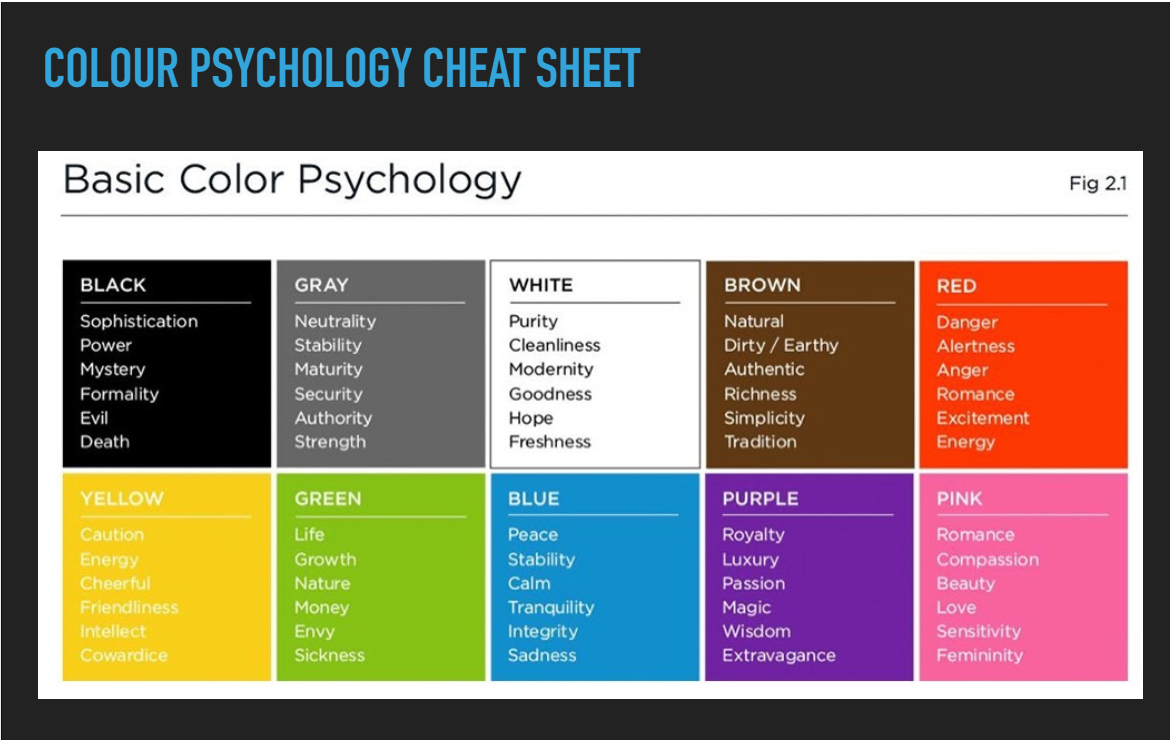 COLOUR PSYCHOLOGY CHEAT SHEET
Basic Color Psychology
Fig 2.1
BLACK
Sophistication
Power
Mystery
Formality
Evil
Death
GRAY
Neutrality
Stability
Maturity
Security
Authority
Strength
WHITE
Purity
Cleanliness
Modernity
Goodness
Hope
Freshness
BROWN
Natural
Dirty / Earthy
Authentic
Richness
Simplicity
Tradition
RED
Danger
Alertness
Anger
Romance
Excitement
Energy
YELLOW
Caution
Energy
Cheerful
Friendliness
Intellect
Cowardice
GREEN
Life
Growth
Nature
Money
Envy
Sickness
BLUE
Peace
Stability
Calm
Tranquility
Integrity
Sadness
PURPLE
Royalty
Luxury
Passion
Magic
Wisdom
Extravagance
PINK
Romance
Compassion
Beauty
Love
Sensitivity
Femininity